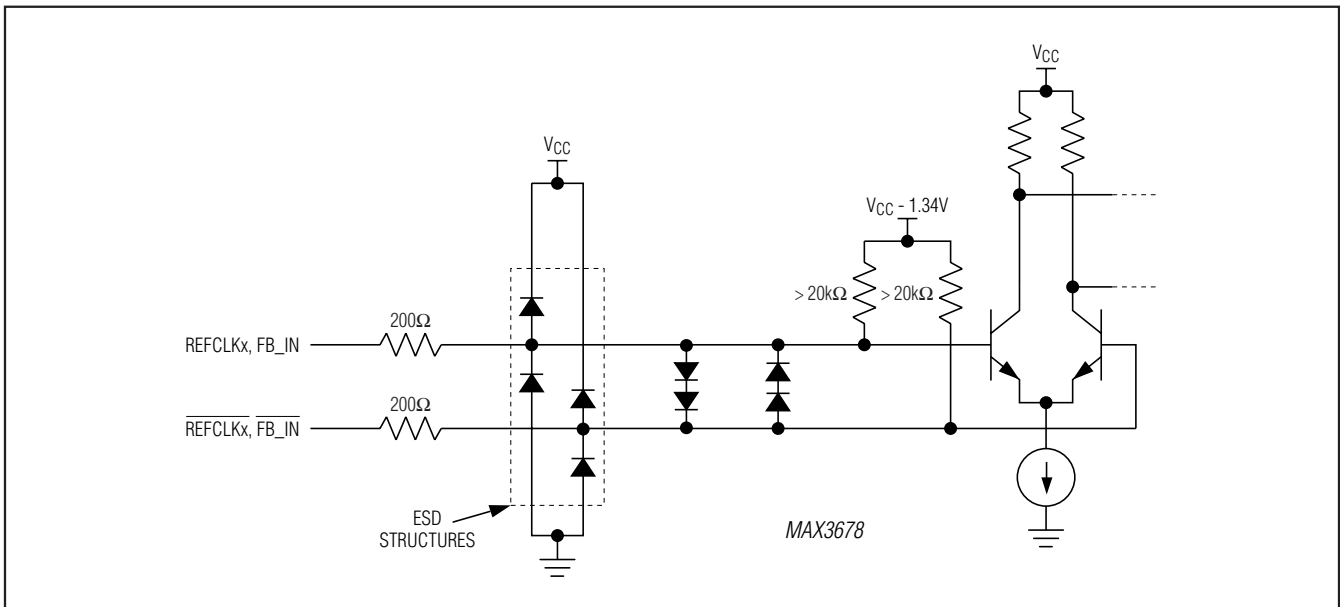 VCC
VCC
VCC - 1.34V
> 20kΩ
> 20kΩ
200Ω
REFCLKx, FB_IN
200Ω
REFCLKx, FB_IN
ESD
STRUCTURES
MAX3678